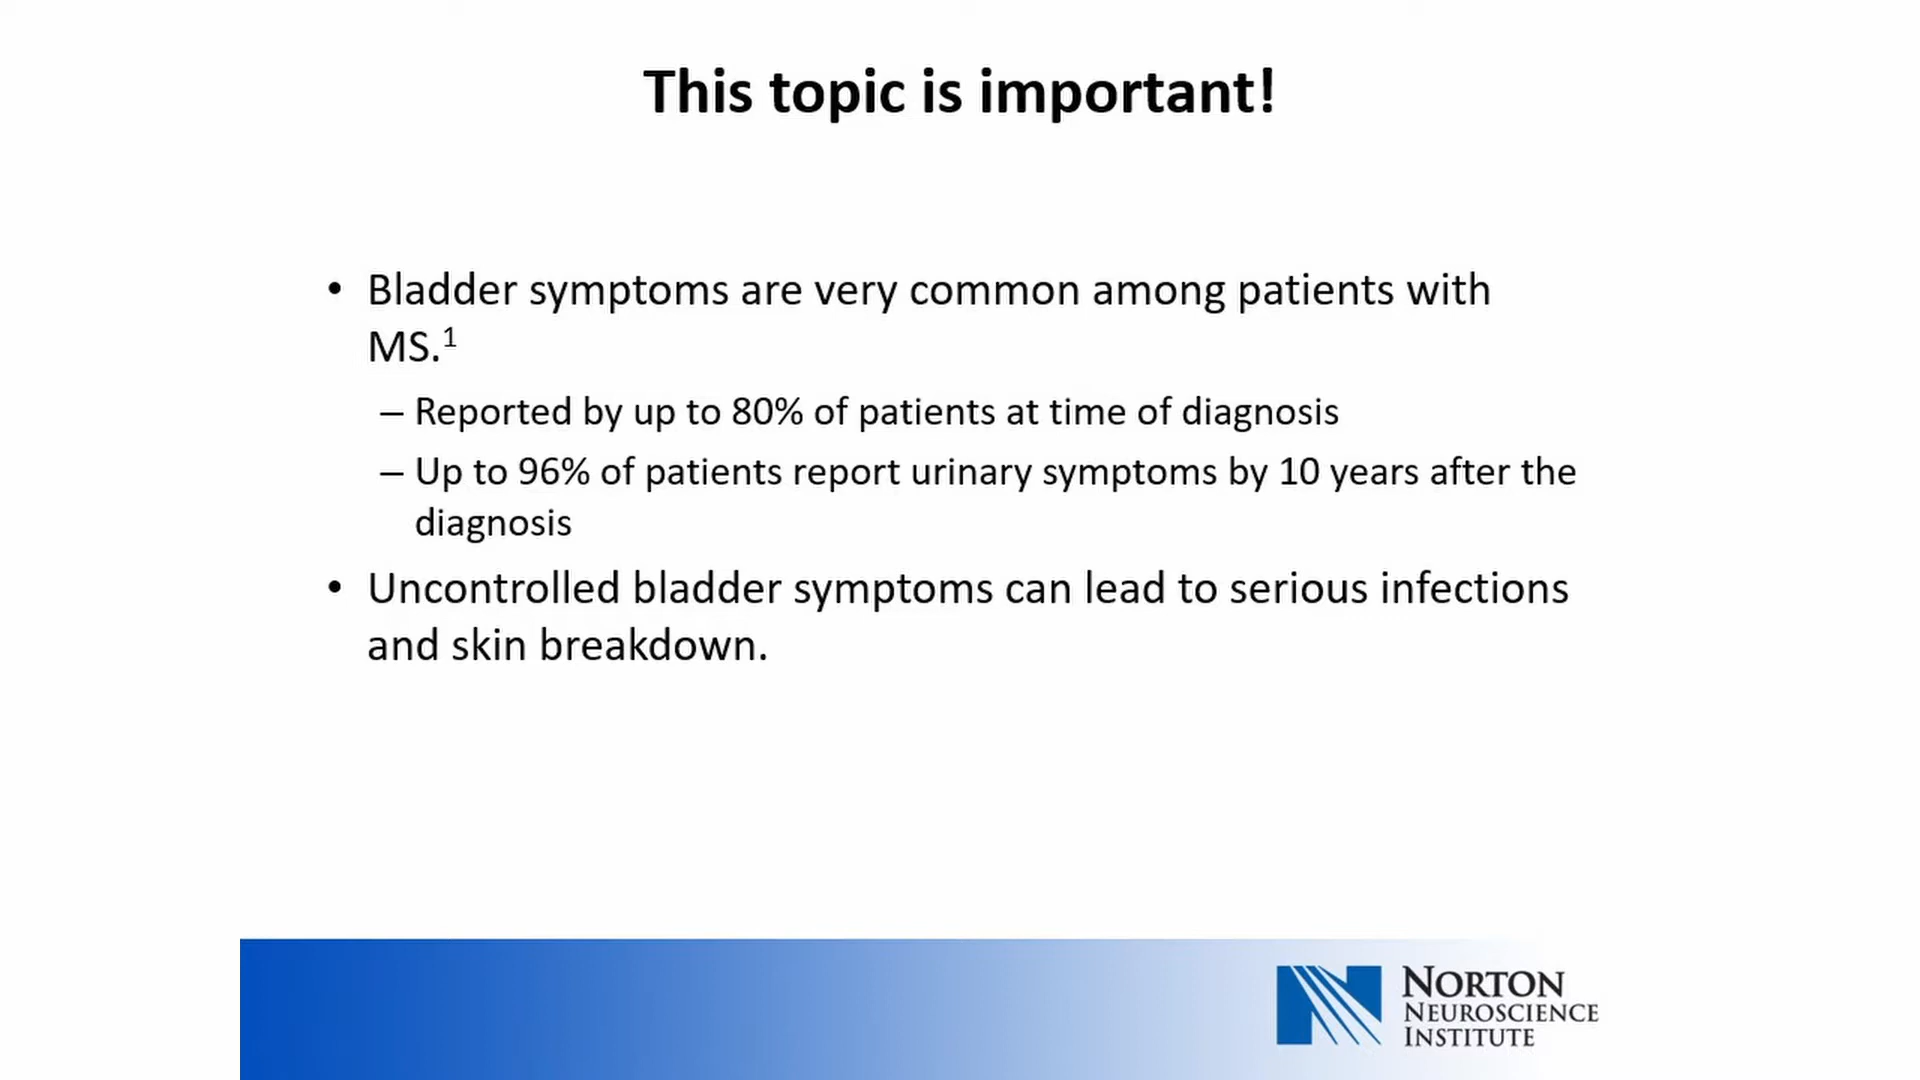 This topic is important!
• Bladder symptoms are very common among patients with
MS.¹
– Reported by up to 80% of patients at time of diagnosis
– Up to 96% of patients report urinary symptoms by 10 years after the
diagnosis
• Uncontrolled bladder symptoms can lead to serious infections
and skin breakdown.
NORTON
NEUROSCIENCE
INSTITUTE